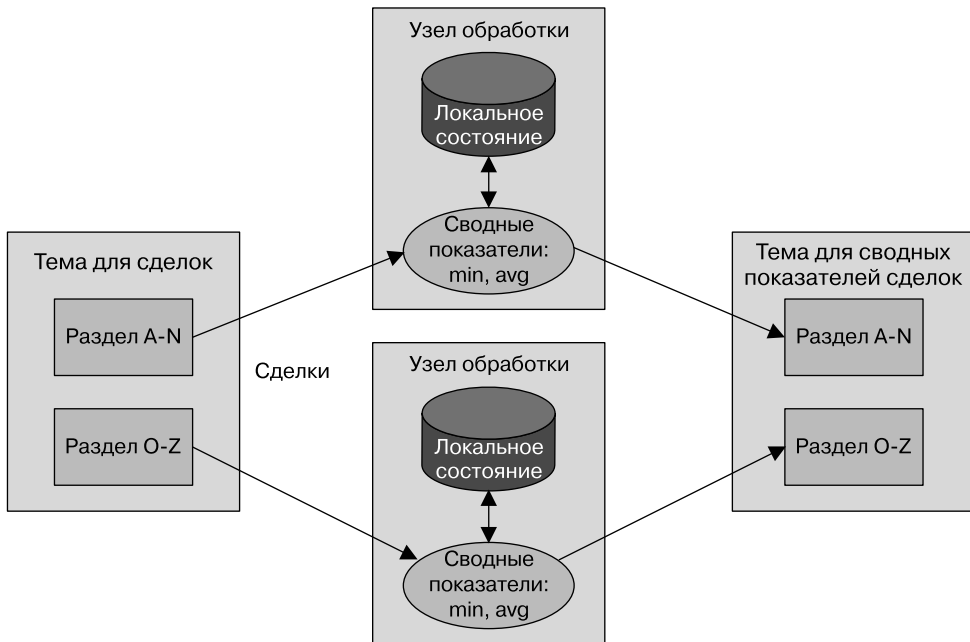 Тема для сделок
Раздел A-N
Раздел O-Z
Сделки
Узел обработки
Локальное
состояние
Сводные
показатели:
min, avg
Узел обработки
Локальное
состояние
Сводные
показатели:
min, avg
Тема для сводных
показателей сделок
Раздел A-N
Раздел O-Z